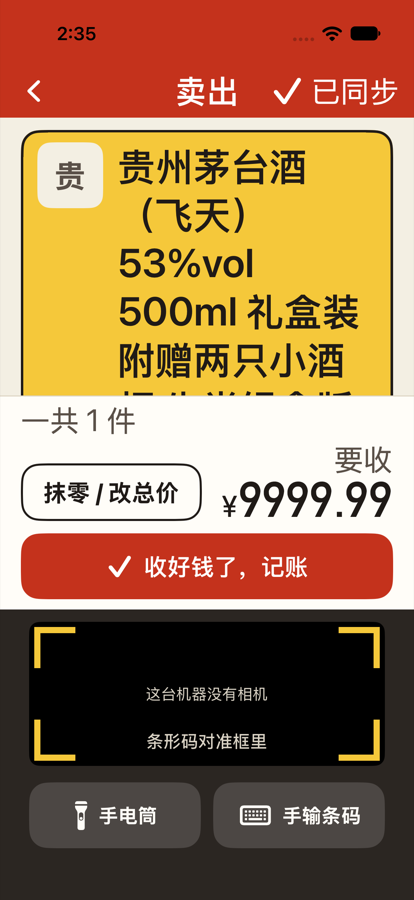 2:35
卖出
已同步
贵
贵州茅台酒
（飞天）
53%vol
500ml 礼盒装
附赠两只小酒
一共 1 件
要收
抹零 / 改总价
¥9999.99
收好钱了，记账
这台机器没有相机
条形码对准框里
手电筒
手输条码